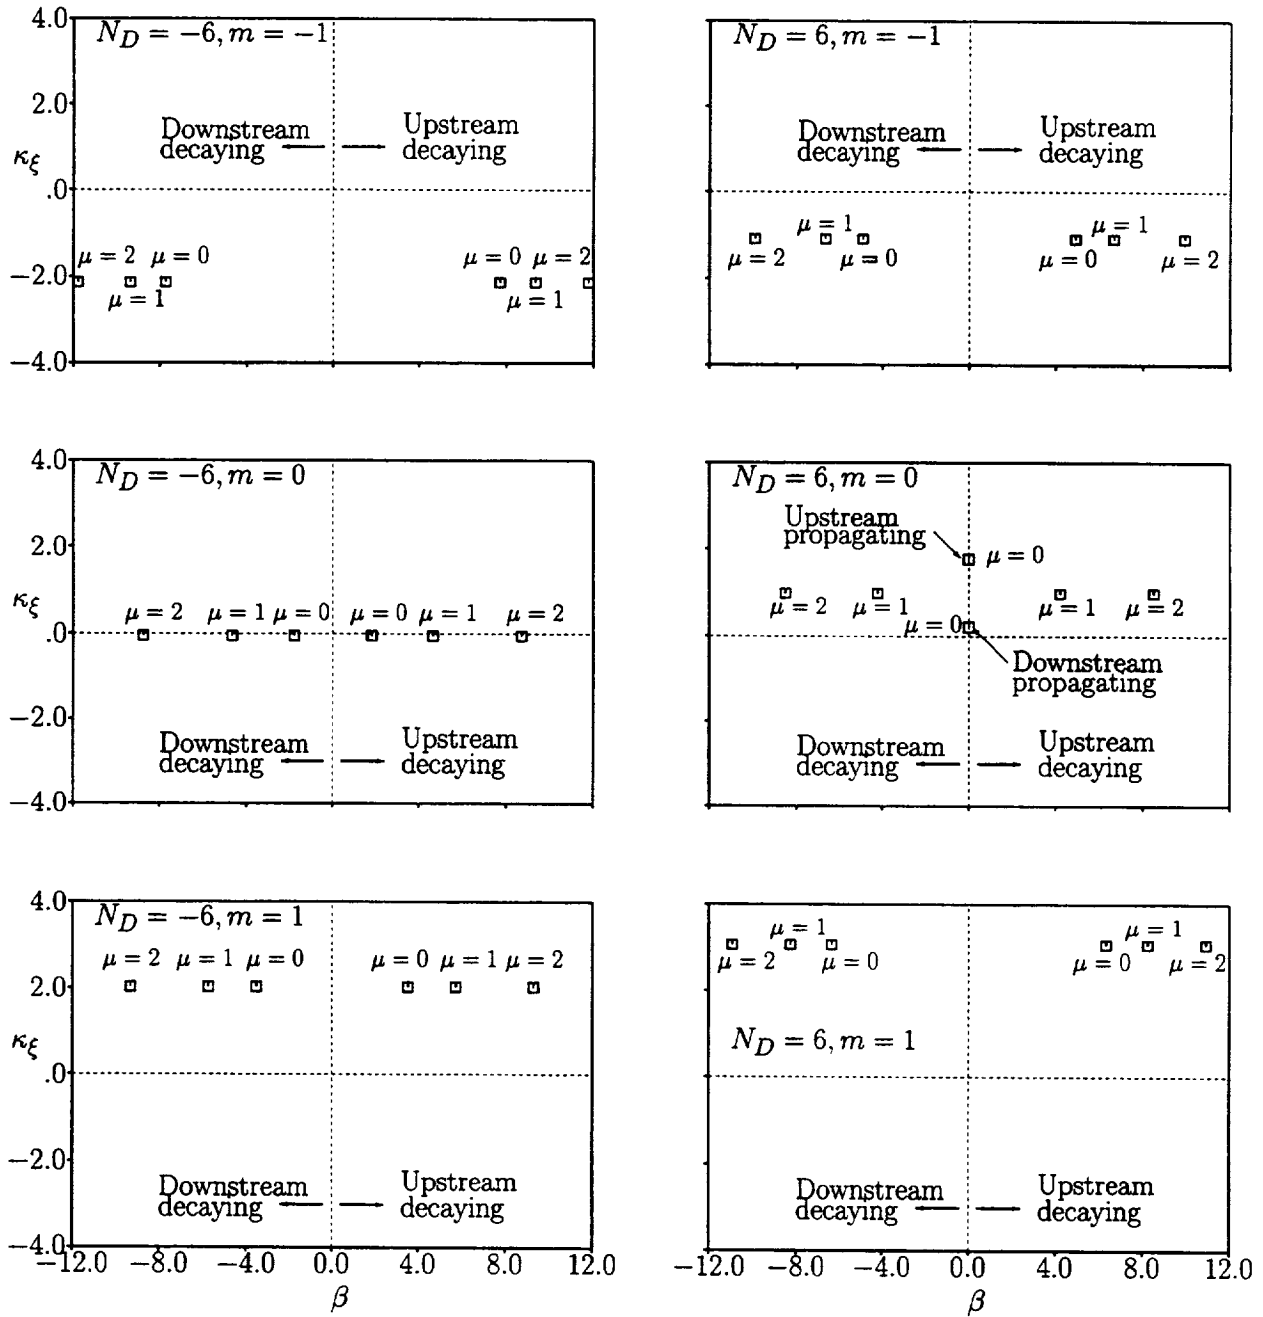 4.0
N_D = −6, m = −1
2.0
Downstream
decaying
Upstream
decaying
κ_ξ
.0
μ = 2 μ = 0
μ = 1
μ = 0 μ = 2
μ = 1
−2.0
−4.0
N_D = 6, m = −1
Downstream
decaying
Upstream
decaying
μ = 1
μ = 2
μ = 0
μ = 1
μ = 0
μ = 2
4.0
N_D = −6, m = 0
2.0
κ_ξ
μ = 2 μ = 1 μ = 0 μ = 0 μ = 1 μ = 2
.0
−2.0
Downstream
decaying
Upstream
decaying
−4.0
N_D = 6, m = 0
Upstream
propagating
μ = 0
μ = 2 μ = 1
μ = 1 μ = 2
μ = 0
Downstream
propagating
Downstream
decaying
Upstream
decaying
4.0
N_D = −6, m = 1
μ = 2 μ = 1 μ = 0 μ = 0 μ = 1 μ = 2
2.0
κ_ξ
.0
−2.0
Downstream
decaying
Upstream
decaying
−4.0
−12.0 −8.0 −4.0 0.0 4.0 8.0 12.0
β
μ = 1
μ = 2
μ = 0
μ = 1
μ = 0
μ = 2
N_D = 6, m = 1
Downstream
decaying
Upstream
decaying
−12.0 −8.0 −4.0 0.0 4.0 8.0 12.0
β